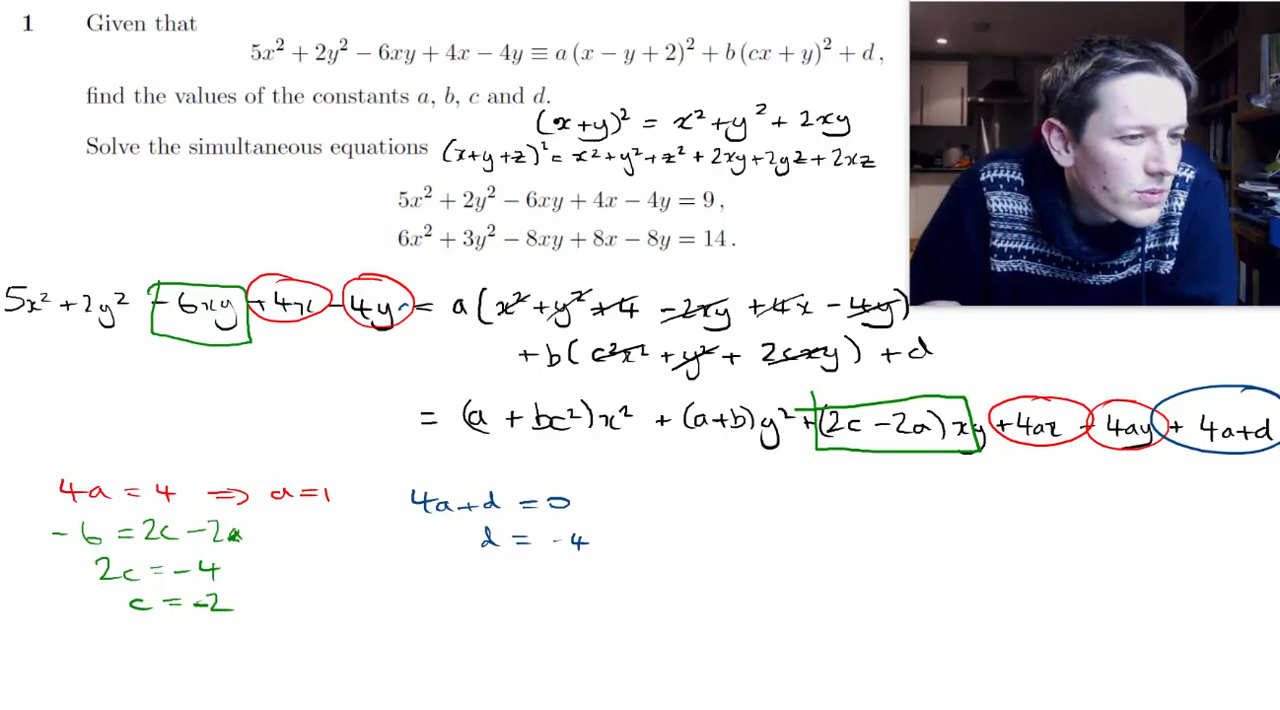 1 Given that
5x² + 2y² − 6xy + 4x − 4y ≡ a (x − y + 2)² + b (cx + y)² + d ,
find the values of the constants a, b, c and d.
(x+y)² = x² + y² + 2xy
Solve the simultaneous equations
(x+y+z)² = x² + y² + z² + 2xy + 2yz + 2xz
5x² + 2y² − 6xy + 4x − 4y = 9 ,
6x² + 3y² − 8xy + 8x − 8y = 14 .
5x² + 2y² − 6xy + 4x − 4y = a(x² + y² + 4 − 2xy + 4x − 4y)
+ b(c²x² + y² + 2cxy) + d
= (a + bc²)x² + (a+b)y² + (2c − 2a)xy + 4ax − 4ay + 4a+d
4a = 4 ⇒ a = 1
− 6 = 2c − 2a
2c = − 4
c = −2
4a + d = 0
d = −4